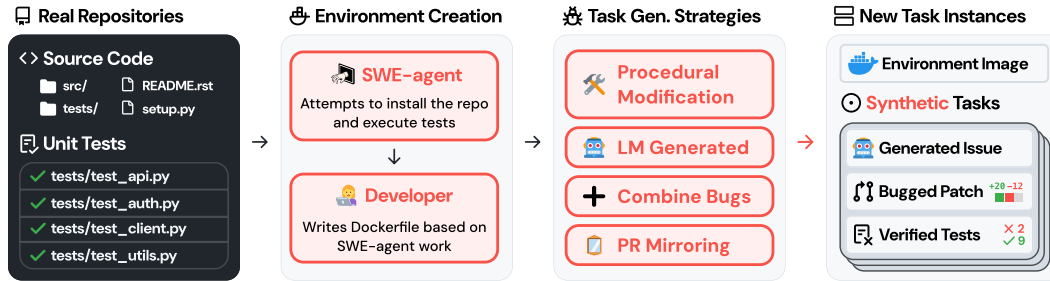 Real Repositories
Source Code
src/
README.rst
tests/
setup.py
Unit Tests
tests/test_api.py
tests/test_auth.py
tests/test_client.py
tests/test_utils.py
Environment Creation
SWE-agent
Attempts to install the repo
and execute tests
Developer
Writes Dockerfile based on
SWE-agent work
Task Gen. Strategies
Procedural
Modification
LM Generated
Combine Bugs
PR Mirroring
New Task Instances
Environment Image
Synthetic Tasks
Generated Issue
Bugged Patch
+20 -12
Verified Tests
2
9